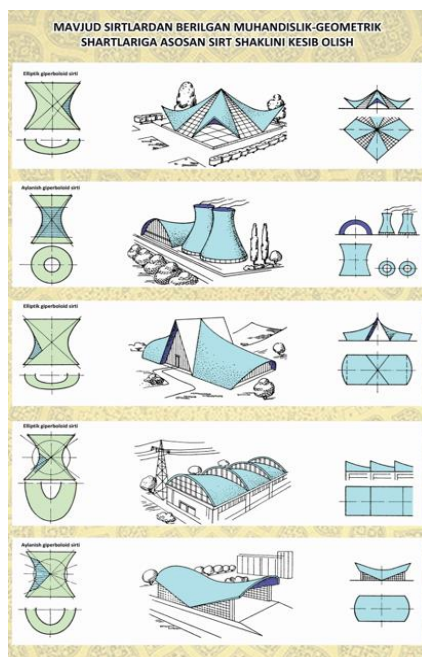 MAVJUD SIRTLARDAN BERILGAN MUHANDISLIK-GEOMETRIK
SHARTLARIGA ASOSAN SIRT SHAKLINI KESIB OLISH
Elliptik giperboloid sirti
Aylanish giperboloid sirti
Elliptik giperboloid sirti
Elliptik giperboloid sirti
Aylanish giperboloid sirti